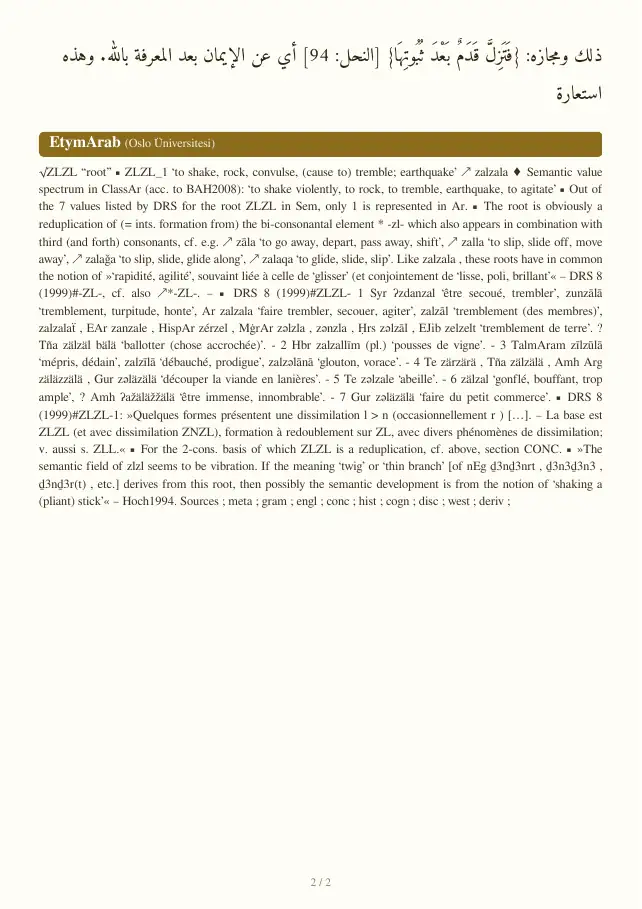 ذلك ومجازه: {فَتَزِلَّ قَدَمٌ بَعْدَ ثُبُوتِهَا} [النحل: 94] أي عن الإيمان بعد المعرفة بالله. وهذه
استعارة
EtymArab (Oslo Üniversitesi)
√ZLZL “root” ▪ ZLZL_1 ‘to shake, rock, convulse, (cause to) tremble; earthquake’ ↗ zalzala ♦ Semantic value
spectrum in ClassAr (acc. to BAH2008): ‘to shake violently, to rock, to tremble, earthquake, to agitate’ ▪ Out of
the 7 values listed by DRS for the root ZLZL in Sem, only 1 is represented in Ar. ▪ The root is obviously a
reduplication of (= ints. formation from) the bi-consonantal element * -zl- which also appears in combination with
third (and forth) consonants, cf. e.g. ↗ zāla ‘to go away, depart, pass away, shift’, ↗ zalla ‘to slip, slide off, move
away’, ↗ zalaǧa ‘to slip, slide, glide along’, ↗ zalaqa ‘to glide, slide, slip’. Like zalzala , these roots have in common
the notion of »‘rapidité, agilité’, souvaint liée à celle de ‘glisser’ (et conjointement de ‘lisse, poli, brillant’« – DRS 8
(1999)#-ZL-, cf. also ↗*-ZL-. – ▪ DRS 8 (1999)#ZLZL- 1 Syr ʔzdanzal ‘être secoué, trembler’, zunzālā
‘tremblement, turpitude, honte’, Ar zalzala ‘faire trembler, secouer, agiter’, zalzāl ‘tremblement (des membres)’,
zalzalaẗ , EAr zanzale , HispAr zérzel , MġrAr zəlzla , zənzla , Ḥrs zəlzāl , EJib zelzelt ‘tremblement de terre’. ?
Tña zälzäl bälä ‘ballotter (chose accrochée)’. - 2 Hbr zalzallīm (pl.) ‘pousses de vigne’. - 3 TalmAram zīlzūlā
‘mépris, dédain’, zalzīlā ‘débauché, prodigue’, zalzəlānā ‘glouton, vorace’. - 4 Te zärzärä , Tña zälzälä , Amh Arg
zäläzzälä , Gur zəläzälä ‘découper la viande en lanières’. - 5 Te zəlzale ‘abeille’. - 6 zälzal ‘gonflé, bouffant, trop
ample’, ? Amh ʔažäläžžälä ‘être immense, innombrable’. - 7 Gur zəläzälä ‘faire du petit commerce’. ▪ DRS 8
(1999)#ZLZL-1: »Quelques formes présentent une dissimilation l > n (occasionnellement r ) […]. – La base est
ZLZL (et avec dissimilation ZNZL), formation à redoublement sur ZL, avec divers phénomènes de dissimilation;
v. aussi s. ZLL.« ▪ For the 2-cons. basis of which ZLZL is a reduplication, cf. above, section CONC. ▪ »The
semantic field of zlzl seems to be vibration. If the meaning ‘twig’ or ‘thin branch’ [of nEg ḏ3nḏ3nrt , ḏ3nḏ3n3 ,
ḏ3nḏ3r(t) , etc.] derives from this root, then possibly the semantic development is from the notion of ‘shaking a
(pliant) stick’« – Hoch1994. Sources ; meta ; gram ; engl ; conc ; hist ; cogn ; disc ; west ; deriv ;
2 / 2